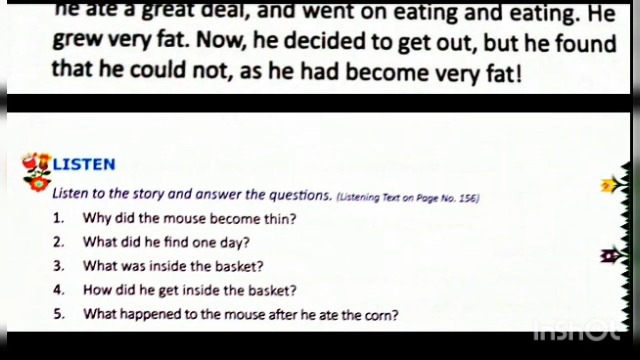 he ate a great deal, and went on eating and eating. He
grew very fat. Now, he decided to get out, but he found
that he could not, as he had become very fat!
LISTEN
Listen to the story and answer the questions. (Listening Text on Page No. 156)
1. Why did the mouse become thin?
2. What did he find one day?
3. What was inside the basket?
4. How did he get inside the basket?
5. What happened to the mouse after he ate the corn?
InShOt